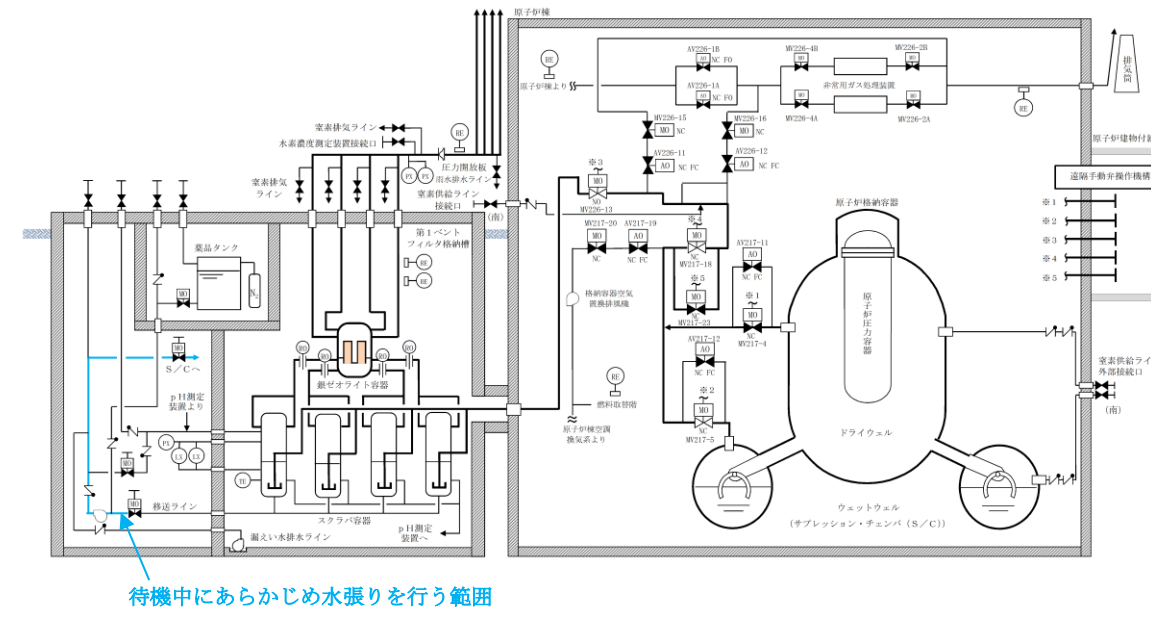 原子炉棟
RE
原子炉棟より
AV226-1B
AO
NC FO
AV226-1A
AO
NC FO
MV226-4B
MO
MV226-2B
MO
非常用ガス処理装置
MO
MV226-4A
MO
MV226-2A
RE
排気筒
窒素排気ライン
水素濃度測定装置接続口
RE
PX
PX
圧力開放板
雨水排水ライン
窒素排気
ライン
窒素供給ライン
接続口
(南)
MV226-15
MO
NC
AV226-11
AO
NC FC
MV226-16
MO
NC
AV226-12
AO
NC FC
※3
MO
NO
MV226-13
原子炉建物付
遠隔手動弁操作機構
※1
※2
※3
※4
※5
第1ベント
フィルタ格納槽
RE
RE
薬品タンク
N2
MO
MV217-20
MO
NC
AV217-19
AO
NC FC
※4
MO
NC
MV217-18
※5
MO
NC
MV217-23
AV217-11
AO
NC FC
※1
MO
NC
MV217-4
AV217-12
AO
NC FC
※2
MO
NC
MV217-5
格納容器空気
置換排風機
RE
燃料取替階
原子炉棟空調
換気系より
原子炉格納容器
原子炉圧力容器
ドライウェル
ウェットウェル
(サプレッション・チェンバ(S/C))
窒素供給ライ
外部接続口
(南)
MO
S/Cへ
pH測定
装置より
RO
RO
RO
RO
銀ゼオライト容器
PX
LX
LX
TE
MO
MO
移送ライン
スクラバ容器
漏えい水排水ライン
pH測定
装置へ
待機中にあらかじめ水張りを行う範囲